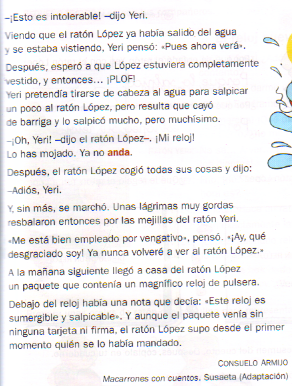 –¡Esto es intolerable! –dijo Yeri.
Viendo que el ratón López ya había salido del agua
y se estaba vistiendo, Yeri pensó: «Pues ahora verá».
Después, esperó a que López estuviera completamente
vestido, y entonces... ¡PLOF!
Yeri pretendía tirarse de cabeza al agua para salpicar
un poco al ratón López, pero resulta que cayó
de barriga y lo salpicó mucho, pero muchísimo.
–¡Oh, Yeri! –dijo el ratón López–. ¡Mi reloj!
Lo has mojado. Ya no anda.
Después, el ratón López cogió todas sus cosas y dijo:
–Adiós, Yeri.
Y, sin más, se marchó. Unas lágrimas muy gordas
resbalaron entonces por las mejillas del ratón Yeri.
«Me está bien empleado por vengativo», pensó. «¡Ay, qué
desgraciado soy! Ya nunca volveré a ver al ratón López.»
A la mañana siguiente llegó a casa del ratón López
un paquete que contenía un magnífico reloj de pulsera.
Debajo del reloj había una nota que decía: «Este reloj es
sumergible y salpicable». Y aunque el paquete venía sin
ninguna tarjeta ni firma, el ratón López supo desde el primer
momento quién se lo había mandado.
CONSUELO ARMIJO
Macarrones con cuentos. Susaeta (Adaptación)